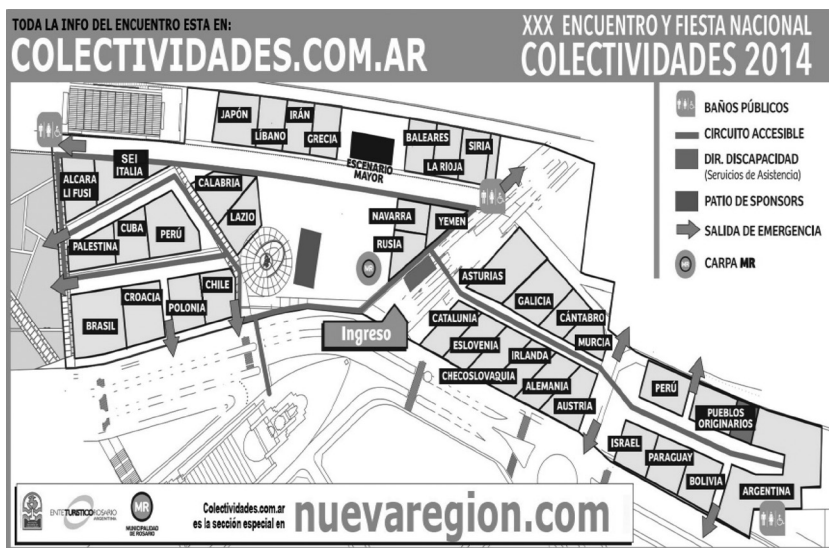 TODA LA INFO DEL ENCUENTRO ESTA EN:
COLECTIVIDADES.COM.AR
XXX ENCUENTRO Y FIESTA NACIONAL
COLECTIVIDADES 2014
BAÑOS PÚBLICOS
CIRCUITO ACCESIBLE
DIR. DISCAPACIDAD
(Servicios de Asistencia)
PATIO DE SPONSORS
SALIDA DE EMERGENCIA
MR
CARPA MR
JAPÓN
LÍBANO
IRÁN
GRECIA
ESCENARIO
MAYOR
BALEARES
LA RIOJA
SIRIA
ALCARA
LI FUSI
SEI
ITALIA
CALABRIA
LAZIO
PALESTINA
CUBA
PERÚ
NAVARRA
YEMEN
RUSIA
MR
BRASIL
CROACIA
POLONIA
CHILE
Ingreso
ASTURIAS
GALICIA
CÁNTABRO
MURCIA
CATALUNIA
ESLOVENIA
IRLANDA
CHECOSLOVAQUIA
ALEMANIA
AUSTRIA
PERÚ
PUEBLOS
ORIGINARIOS
ISRAEL
PARAGUAY
BOLIVIA
ARGENTINA
ENTETURISTICOROSARIO
ARGENTINA
MR
MUNICIPALIDAD
DE ROSARIO
Colectividades.com.ar
es la sección especial en
nuevaregion.com